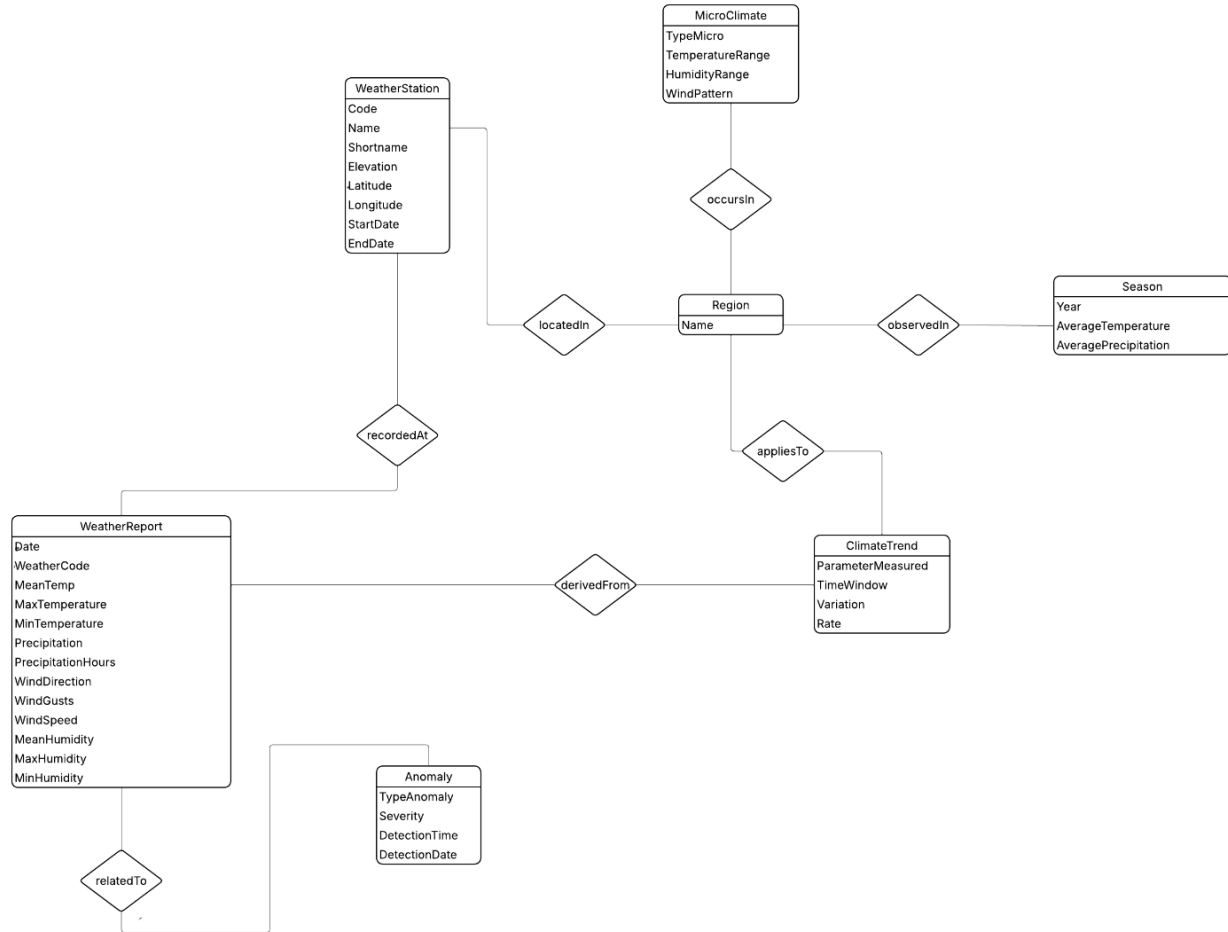 MicroClimate
TypeMicro
TemperatureRange
HumidityRange
WindPattern
WeatherStation
Code
Name
Shortname
Elevation
Latitude
Longitude
StartDate
EndDate
occursIn
Region
Name
locatedIn
observedIn
Season
Year
AverageTemperature
AveragePrecipitation
recordedAt
appliesTo
WeatherReport
Date
WeatherCode
MeanTemp
MaxTemperature
MinTemperature
Precipitation
PrecipitationHours
WindDirection
WindGusts
WindSpeed
MeanHumidity
MaxHumidity
MinHumidity
derivedFrom
ClimateTrend
ParameterMeasured
TimeWindow
Variation
Rate
Anomaly
TypeAnomaly
Severity
DetectionTime
DetectionDate
relatedTo